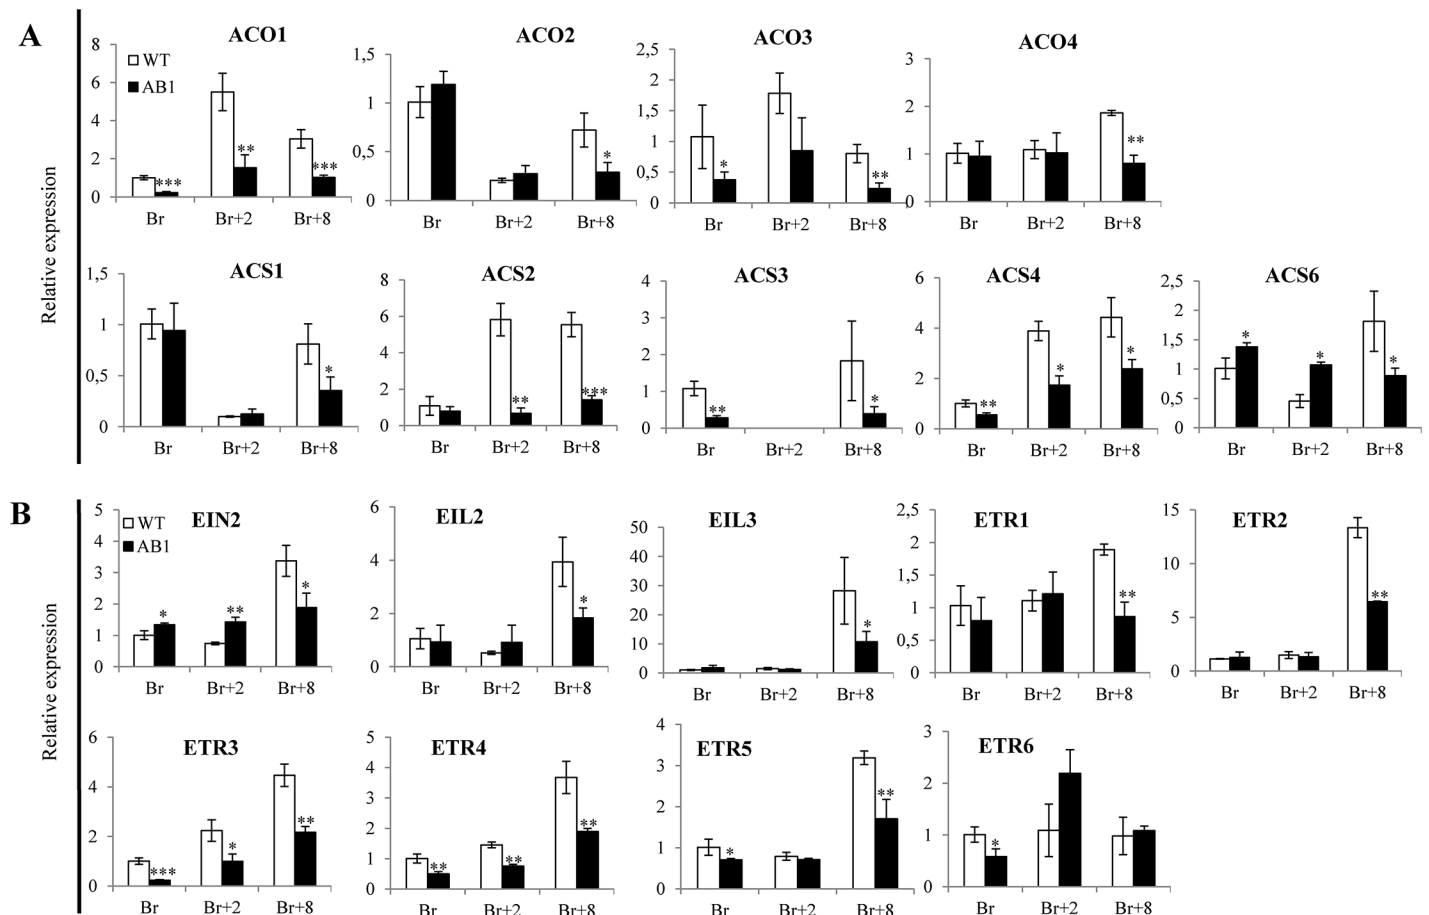 A
ACO1 ACO2 ACO3 ACO4
WT
AB1
Relative expression
8
6
4
2
0
** *** ***
Br Br+2 Br+8
1,5
1
0,5
0
*
Br Br+2 Br+8
2,5
2
1,5
1
0,5
0
* **
Br Br+2 Br+8
3
2
1
0
**
Br Br+2 Br+8
ACS1 ACS2 ACS3 ACS4 ACS6
1,5
1
0,5
0
*
Br Br+2 Br+8
8
6
4
2
0
** ***
Br Br+2 Br+8
4
3
2
1
0
** *
Br Br+2 Br+8
6
4
2
0
** * *
Br Br+2 Br+8
2,5
2
1,5
1
0,5
0
* * *
Br Br+2 Br+8
B
EIN2 EIL2 EIL3 ETR1 ETR2
WT
AB1
Relative expression
5
4
3
2
1
0
* ** *
Br Br+2 Br+8
6
4
2
0
*
Br Br+2 Br+8
50
40
30
20
10
0
*
Br Br+2 Br+8
2,5
2
1,5
1
0,5
0
**
Br Br+2 Br+8
15
10
5
0
**
Br Br+2 Br+8
ETR3 ETR4 ETR5 ETR6
6
4
2
0
*** * **
Br Br+2 Br+8
5
4
3
2
1
0
** ** **
Br Br+2 Br+8
4
3
2
1
0
* **
Br Br+2 Br+8
3
2
1
0
*
Br Br+2 Br+8